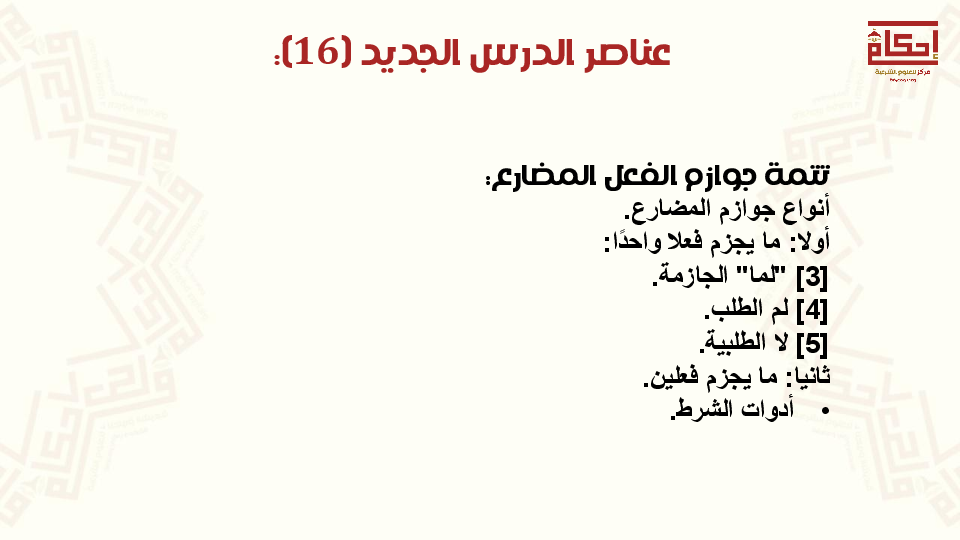 إحكام
مركز للعلوم الشرعية
عناصر الدرس الجديد (16):
تتمة جوازم الفعل المضارع:
أنواع جوازم المضارع.
أولا: ما يجزم فعلا واحدًا:
[3] "لما" الجازمة.
[4] لم الطلب.
[5] لا الطلبية.
ثانيا: ما يجزم فعلين.
• أدوات الشرط.